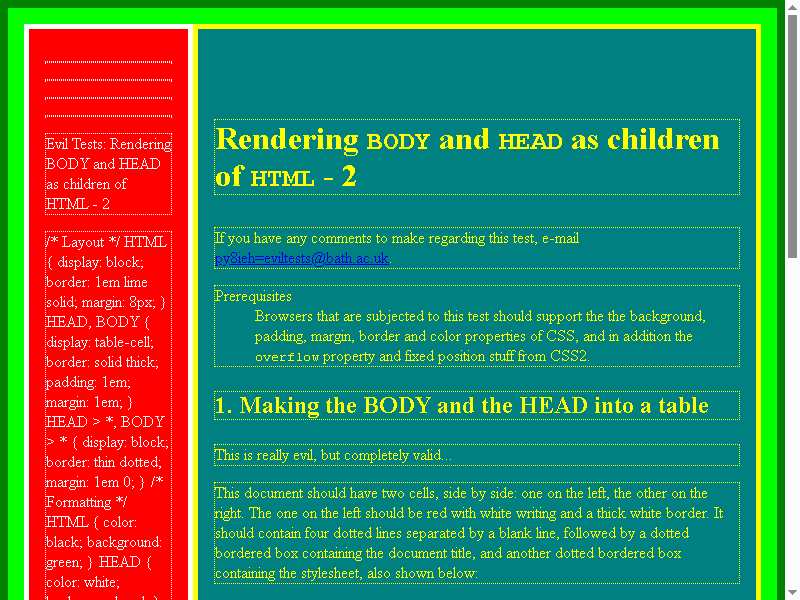 Evil Tests: Rendering
BODY and HEAD
as children of
HTML - 2
/* Layout */ HTML
{ display: block;
border: 1em lime
solid; margin: 8px; }
HEAD, BODY {
display: table-cell;
border: solid thick;
padding: 1em;
margin: 1em; }
HEAD > *, BODY
> * { display: block;
border: thin dotted;
margin: 1em 0; } /*
Formatting */
HTML { color:
black; background:
green; } HEAD {
color: white;
Rendering BODY and HEAD as children
of HTML - 2
If you have any comments to make regarding this test, e-mail
py8ieh=eviltests@bath.ac.uk.
Prerequisites
Browsers that are subjected to this test should support the the background,
padding, margin, border and color properties of CSS, and in addition the
overflow property and fixed position stuff from CSS2.
1. Making the BODY and the HEAD into a table
This is really evil, but completely valid...
This document should have two cells, side by side: one on the left, the other on the
right. The one on the left should be red with white writing and a thick white border. It
should contain four dotted lines separated by a blank line, followed by a dotted
bordered box containing the document title, and another dotted bordered box
containing the stylesheet, also shown below: